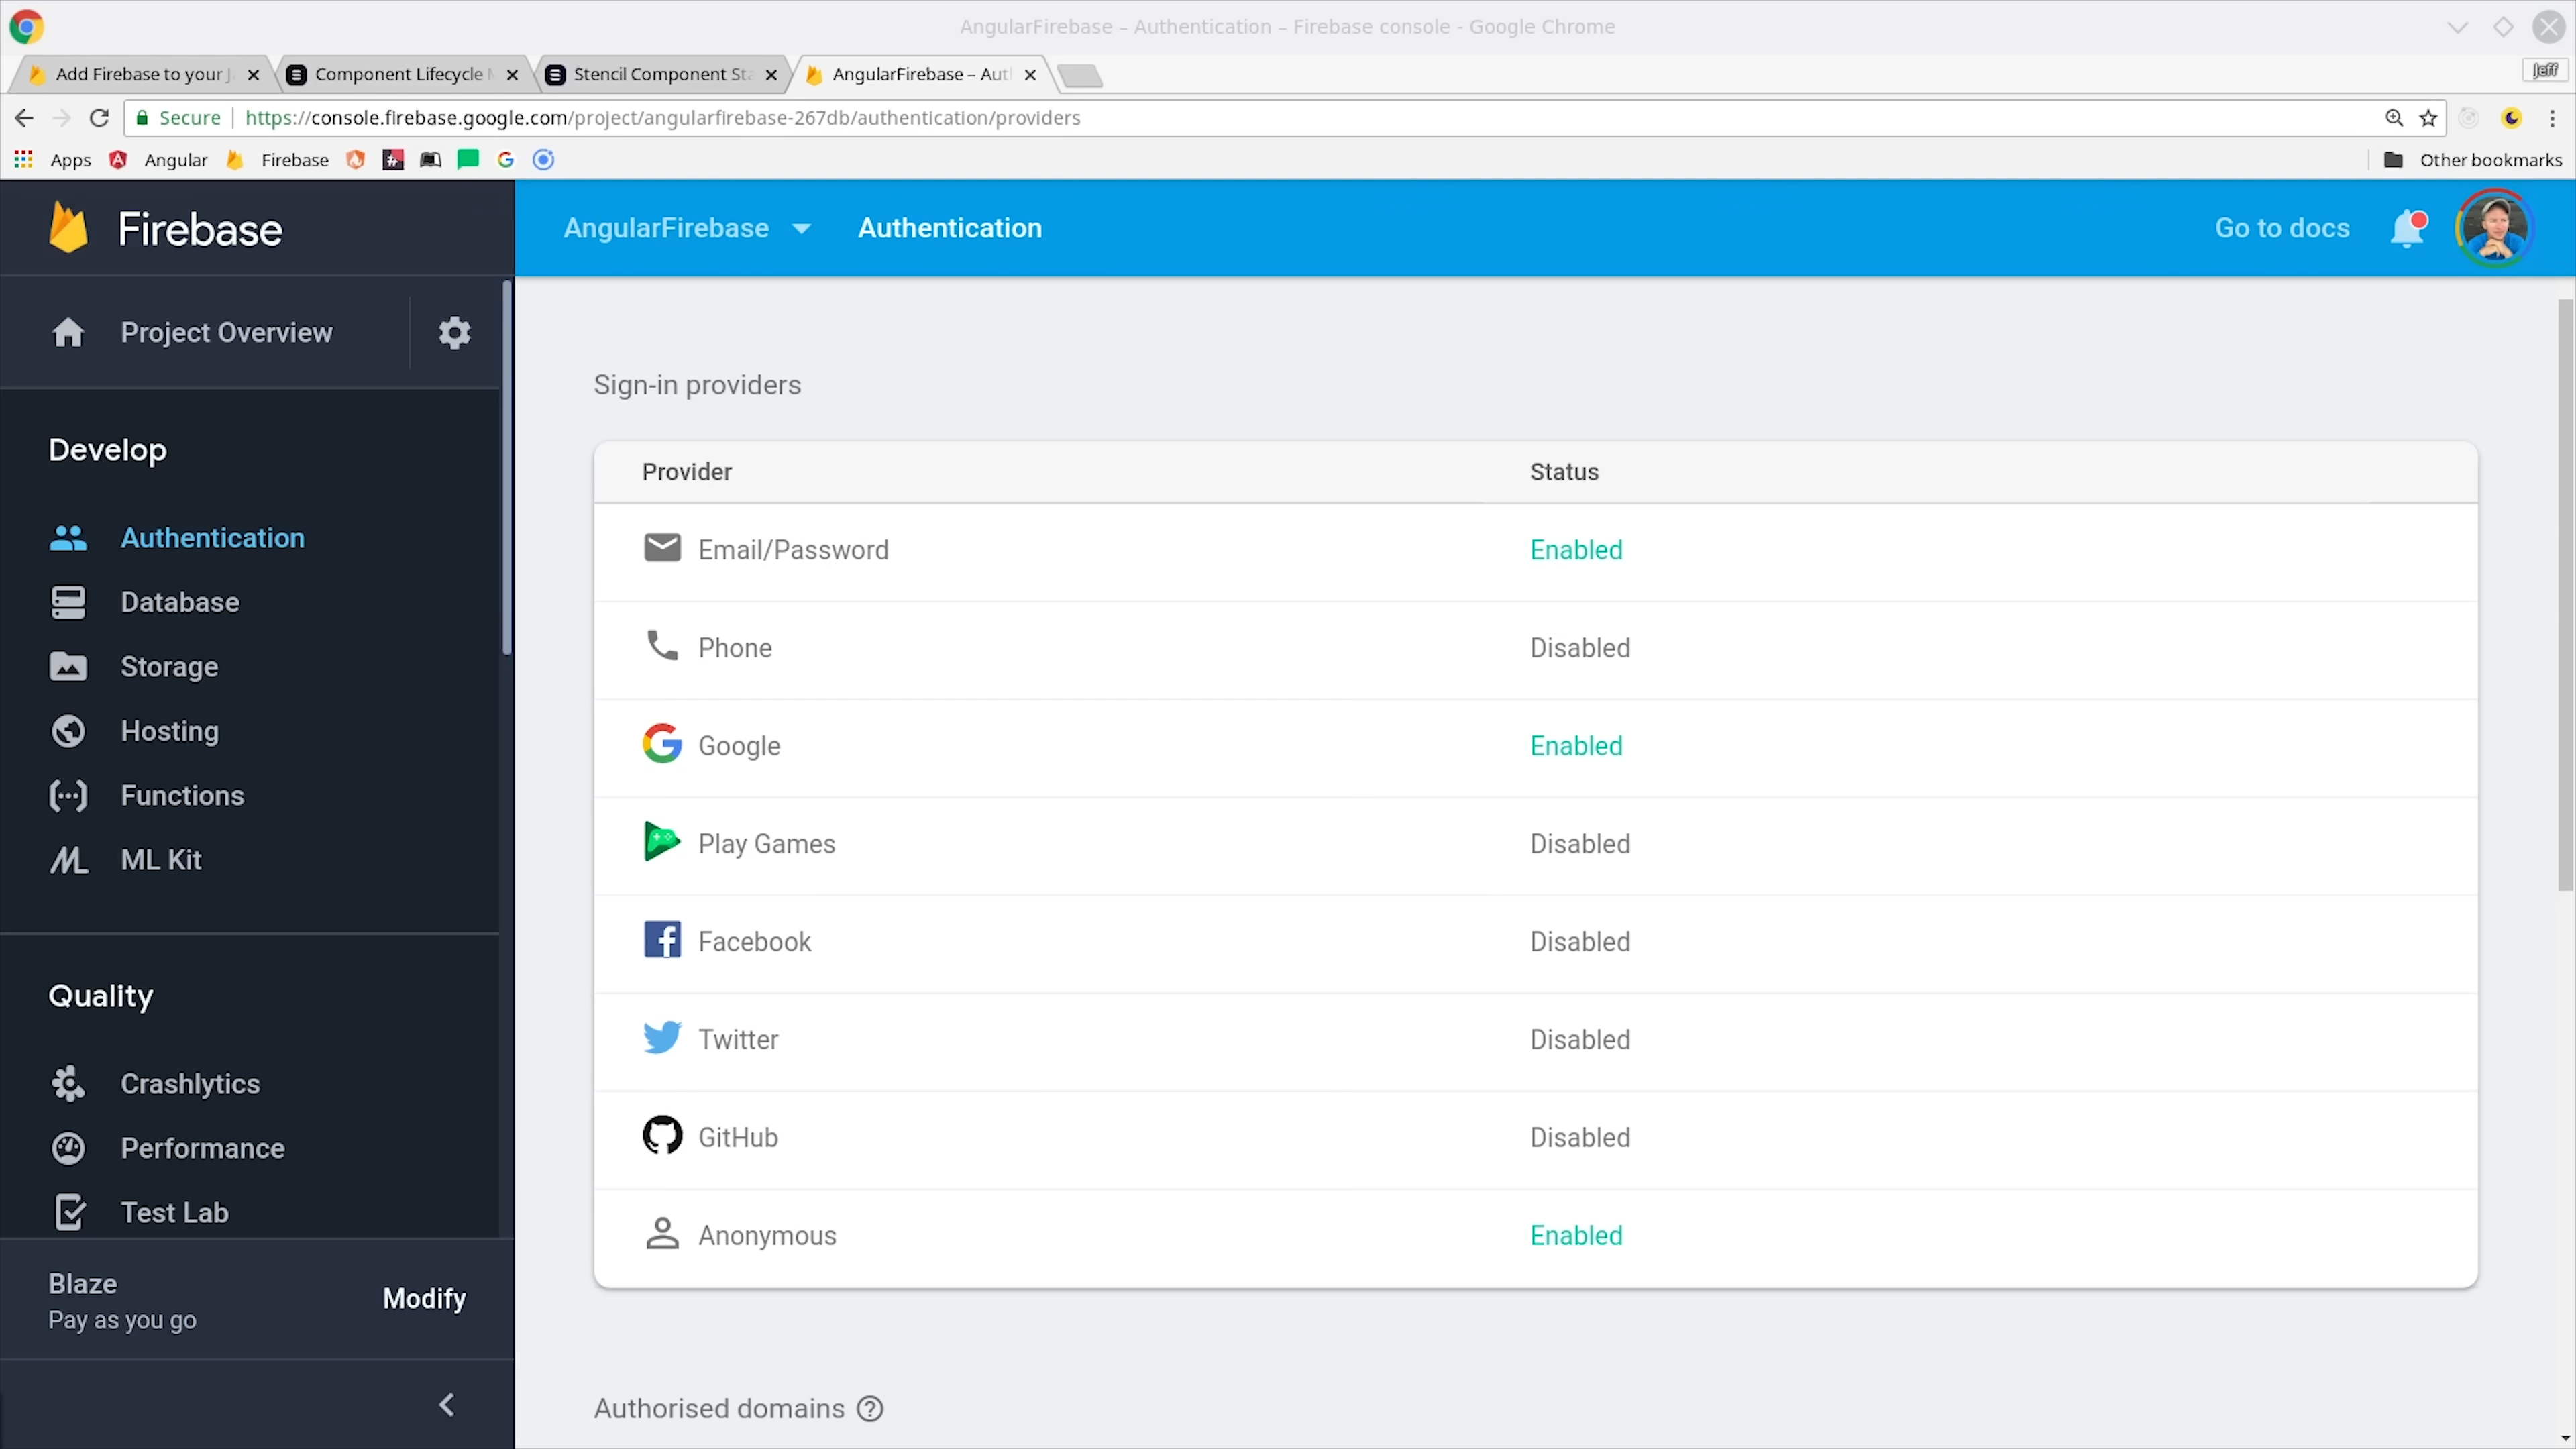 AngularFirebase – Authentication – Firebase console - Google Chrome
Add Firebase to your J
Component Lifecycle M
Stencil Component Sta
AngularFirebase – Aut
Jeff
Secure
https://console.firebase.google.com/project/angularfirebase-267db/authentication/providers
Apps
Angular
Firebase
Other bookmarks
Firebase
AngularFirebase
Authentication
Go to docs
Project Overview
Develop
Authentication
Database
Storage
Hosting
Functions
ML Kit
Quality
Crashlytics
Performance
Test Lab
Blaze
Pay as you go
Modify
Sign-in providers
Provider Status
Email/Password Enabled
Phone Disabled
Google Enabled
Play Games Disabled
Facebook Disabled
Twitter Disabled
GitHub Disabled
Anonymous Enabled
Authorised domains